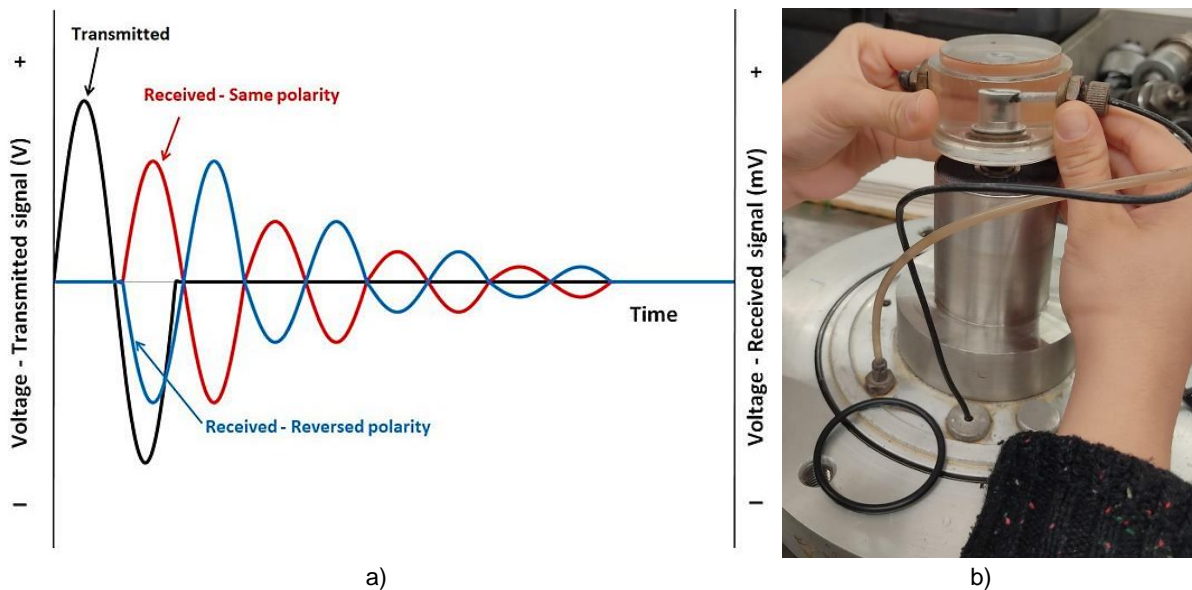 Transmitted
Received - Same polarity
Received - Reversed polarity
Time
+
Voltage - Transmitted signal (V)
I
+
Voltage - Received signal (mV)
I
a)
b)